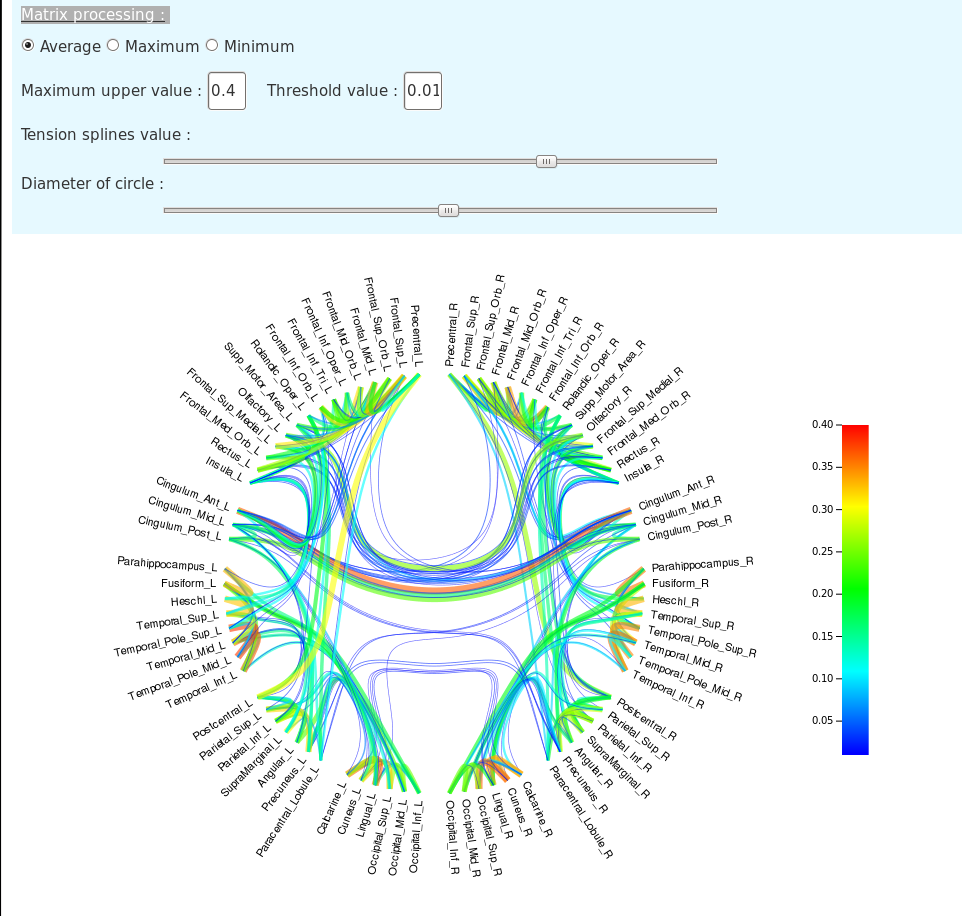 Matrix processing :
Average Maximum Minimum
Maximum upper value : 0.4 Threshold value : 0.01
Tension splines value :
Diameter of circle :
Precentral_L
Frontal_Sup_L
Frontal_Sup_Orb_L
Frontal_Mid_L
Frontal_Mid_Orb_L
Frontal_Inf_Oper_L
Frontal_Inf_Tri_L
Frontal_Inf_Orb_L
Rolandic_Oper_L
Supp_Motor_Area_L
Olfactory_L
Frontal_Sup_Medial_L
Frontal_Med_Orb_L
Rectus_L
Insula_L
Cingulum_Ant_L
Cingulum_Mid_L
Cingulum_Post_L
Parahippocampus_L
Fusiform_L
Heschl_L
Temporal_Sup_L
Temporal_Pole_Sup_L
Temporal_Mid_L
Temporal_Pole_Mid_L
Temporal_Inf_L
Postcentral_L
Parietal_Sup_L
Parietal_Inf_L
SupraMarginal_L
Angular_L
Precuneus_L
Paracentral_Lobule_L
Calcarine_L
Cuneus_L
Lingual_L
Occipital_Sup_L
Occipital_Mid_L
Occipital_Inf_L
Precentral_R
Frontal_Sup_R
Frontal_Sup_Orb_R
Frontal_Mid_R
Frontal_Mid_Orb_R
Frontal_Inf_Oper_R
Frontal_Inf_Tri_R
Frontal_Inf_Orb_R
Rolandic_Oper_R
Supp_Motor_Area_R
Olfactory_R
Frontal_Sup_Medial_R
Frontal_Med_Orb_R
Rectus_R
Insula_R
Cingulum_Ant_R
Cingulum_Mid_R
Cingulum_Post_R
Parahippocampus_R
Fusiform_R
Heschl_R
Temporal_Sup_R
Temporal_Pole_Sup_R
Temporal_Mid_R
Temporal_Pole_Mid_R
Temporal_Inf_R
Postcentral_R
Parietal_Sup_R
Parietal_Inf_R
SupraMarginal_R
Angular_R
Precuneus_R
Paracentral_Lobule_R
Calcarine_R
Cuneus_R
Lingual_R
Occipital_Sup_R
Occipital_Mid_R
Occipital_Inf_R
0.40
0.35
0.30
0.25
0.20
0.15
0.10
0.05